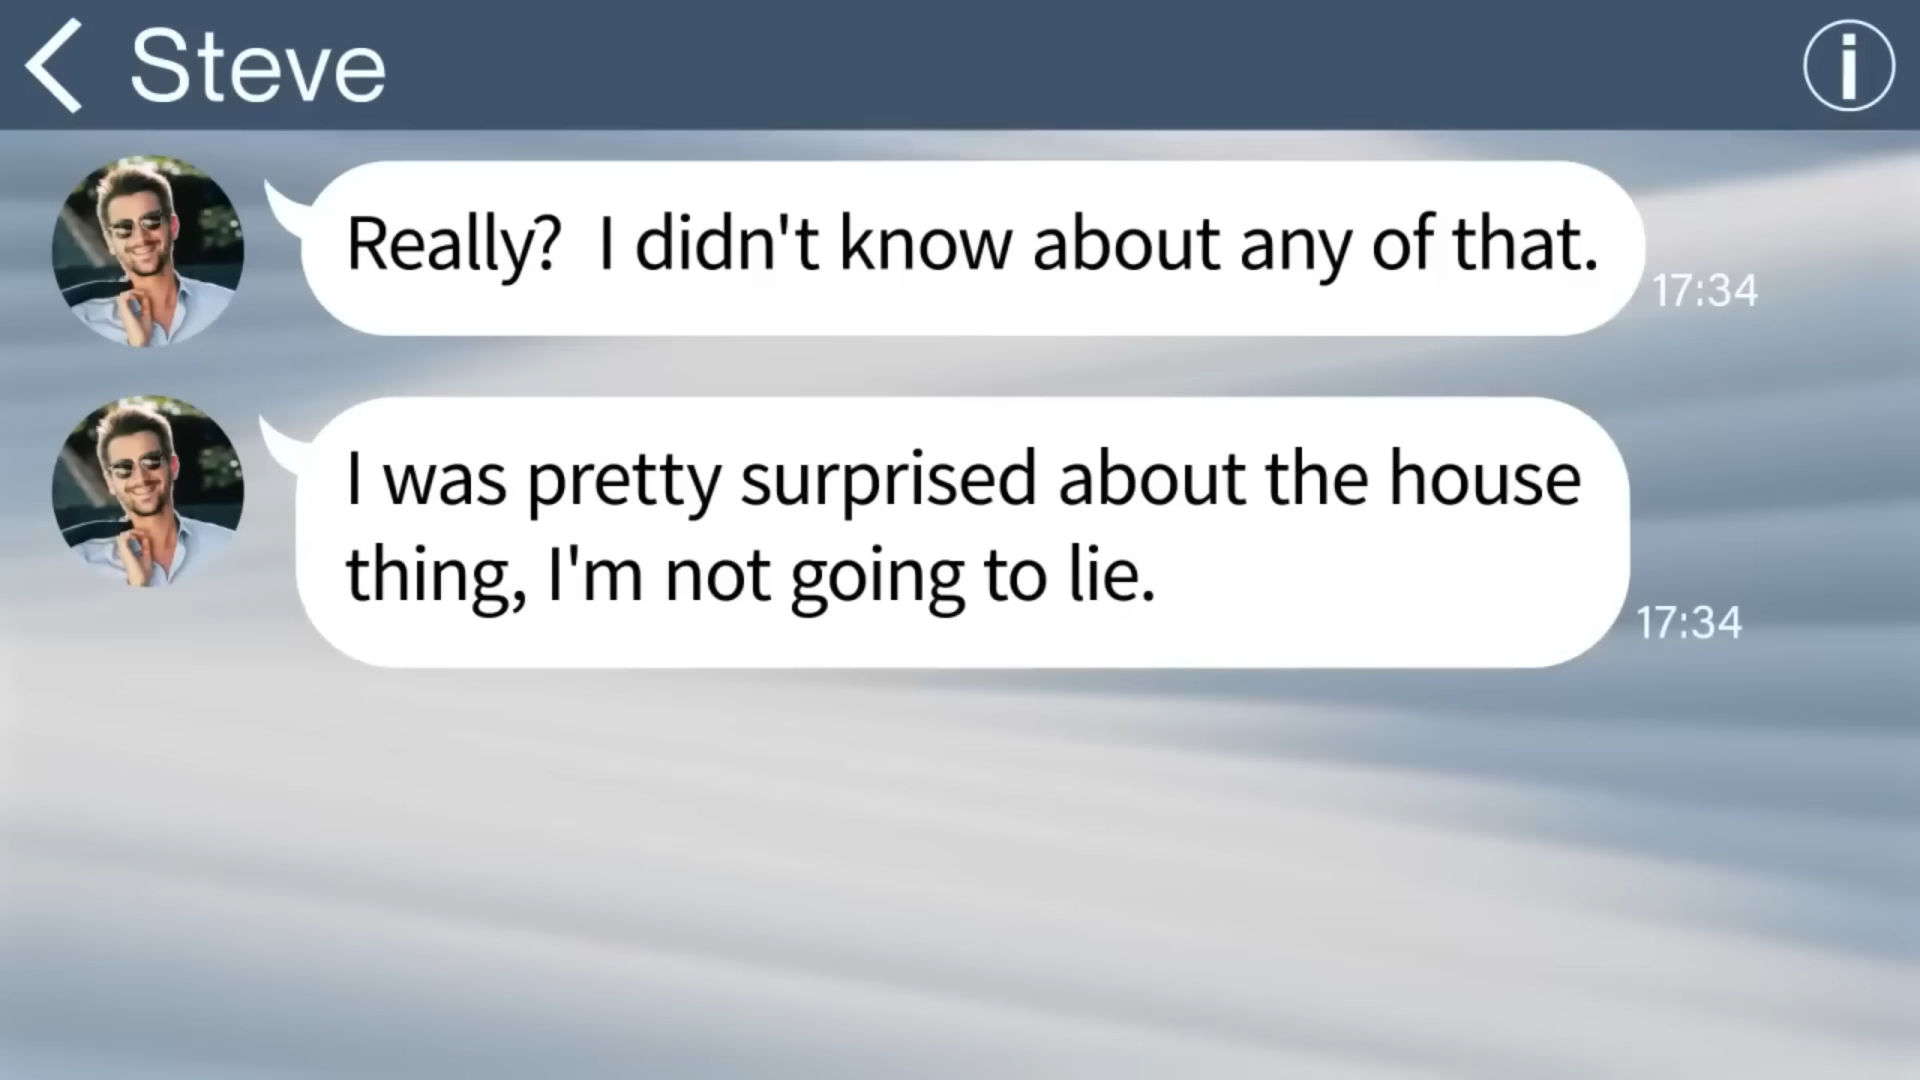 Steve
Really?  I didn't know about any of that.
17:34
I was pretty surprised about the house
thing, I'm not going to lie.
17:34